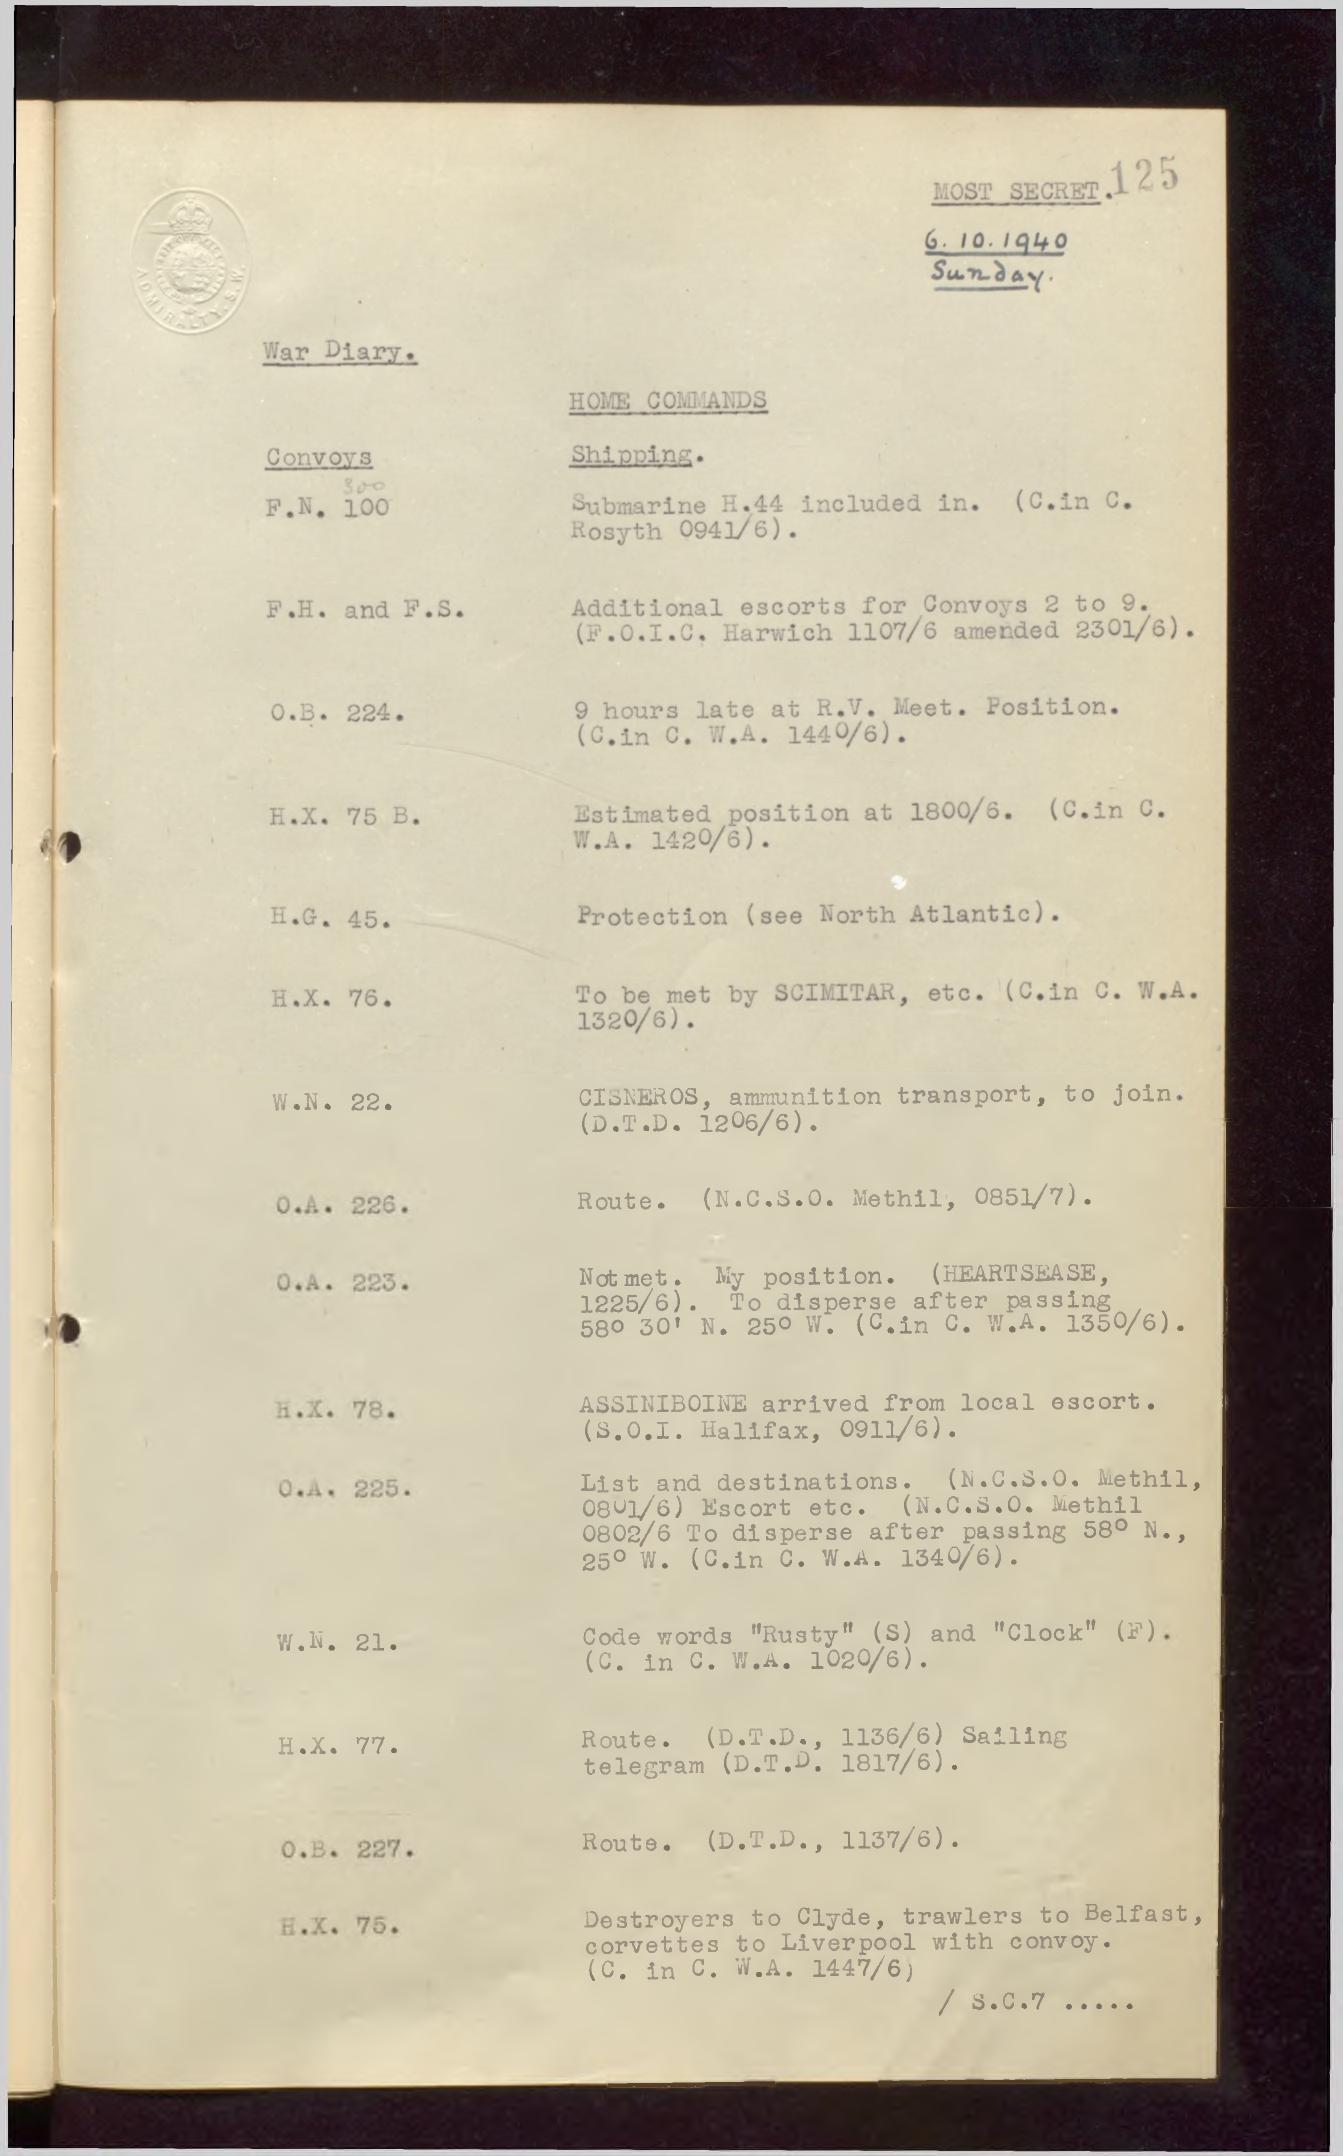 MOST SECRET. 125
6.10.1940
Sunday.
ADMIRALTY. S.W.
War Diary.
HOME COMMANDS
Convoys Shipping.
300
F.N. 100 Submarine H.44 included in. (C.in C.
Rosyth 0941/6).
F.H. and F.S. Additional escorts for Convoys 2 to 9.
(F.O.I.C. Harwich 1107/6 amended 2301/6).
O.B. 224. 9 hours late at R.V. Meet. Position.
(C.in C. W.A. 1440/6).
H.X. 75 B. Estimated position at 1800/6. (C.in C.
W.A. 1420/6).
H.G. 45. Protection (see North Atlantic).
H.X. 76. To be met by SCIMITAR, etc. (C.in C. W.A.
1320/6).
W.N. 22. CISNEROS, ammunition transport, to join.
(D.T.D. 1206/6).
O.A. 226. Route. (N.C.S.O. Methil, 0851/7).
O.A. 223. Not met. My position. (HEARTSEASE,
1225/6). To disperse after passing
58o 30' N. 25o W. (C.in C. W.A. 1350/6).
H.X. 78. ASSINIBOINE arrived from local escort.
(S.O.I. Halifax, 0911/6).
O.A. 225. List and destinations. (N.C.S.O. Methil,
0801/6) Escort etc. (N.C.S.O. Methil
0802/6 To disperse after passing 58o N.,
25o W. (C.in C. W.A. 1340/6).
W.N. 21. Code words "Rusty" (S) and "Clock" (F).
(C. in C. W.A. 1020/6).
H.X. 77. Route. (D.T.D., 1136/6) Sailing
telegram (D.T.D. 1817/6).
O.B. 227. Route. (D.T.D., 1137/6).
H.X. 75. Destroyers to Clyde, trawlers to Belfast,
corvettes to Liverpool with convoy.
(C. in C. W.A. 1447/6)
/ S.C.7 .....